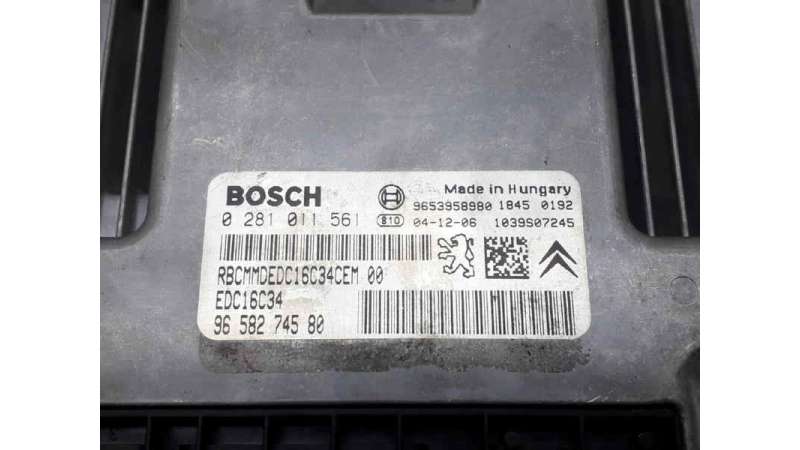 BOSCH Made in Hungary
9653958980 1845 0192
0 281 011 561 810 04-12-06 1039S07245
RBCMMDEDC16C34CEM 00
EDC16C34
96 582 745 80